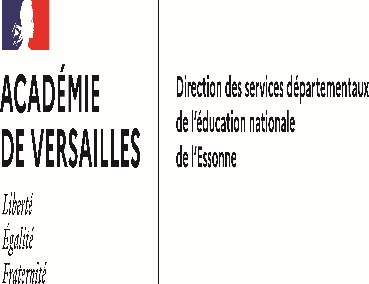 ACADÉMIE
DE VERSAILLES
Liberté
Égalité
Fraternité
Direction des services départementaux
de l'éducation nationale
de l'Essonne